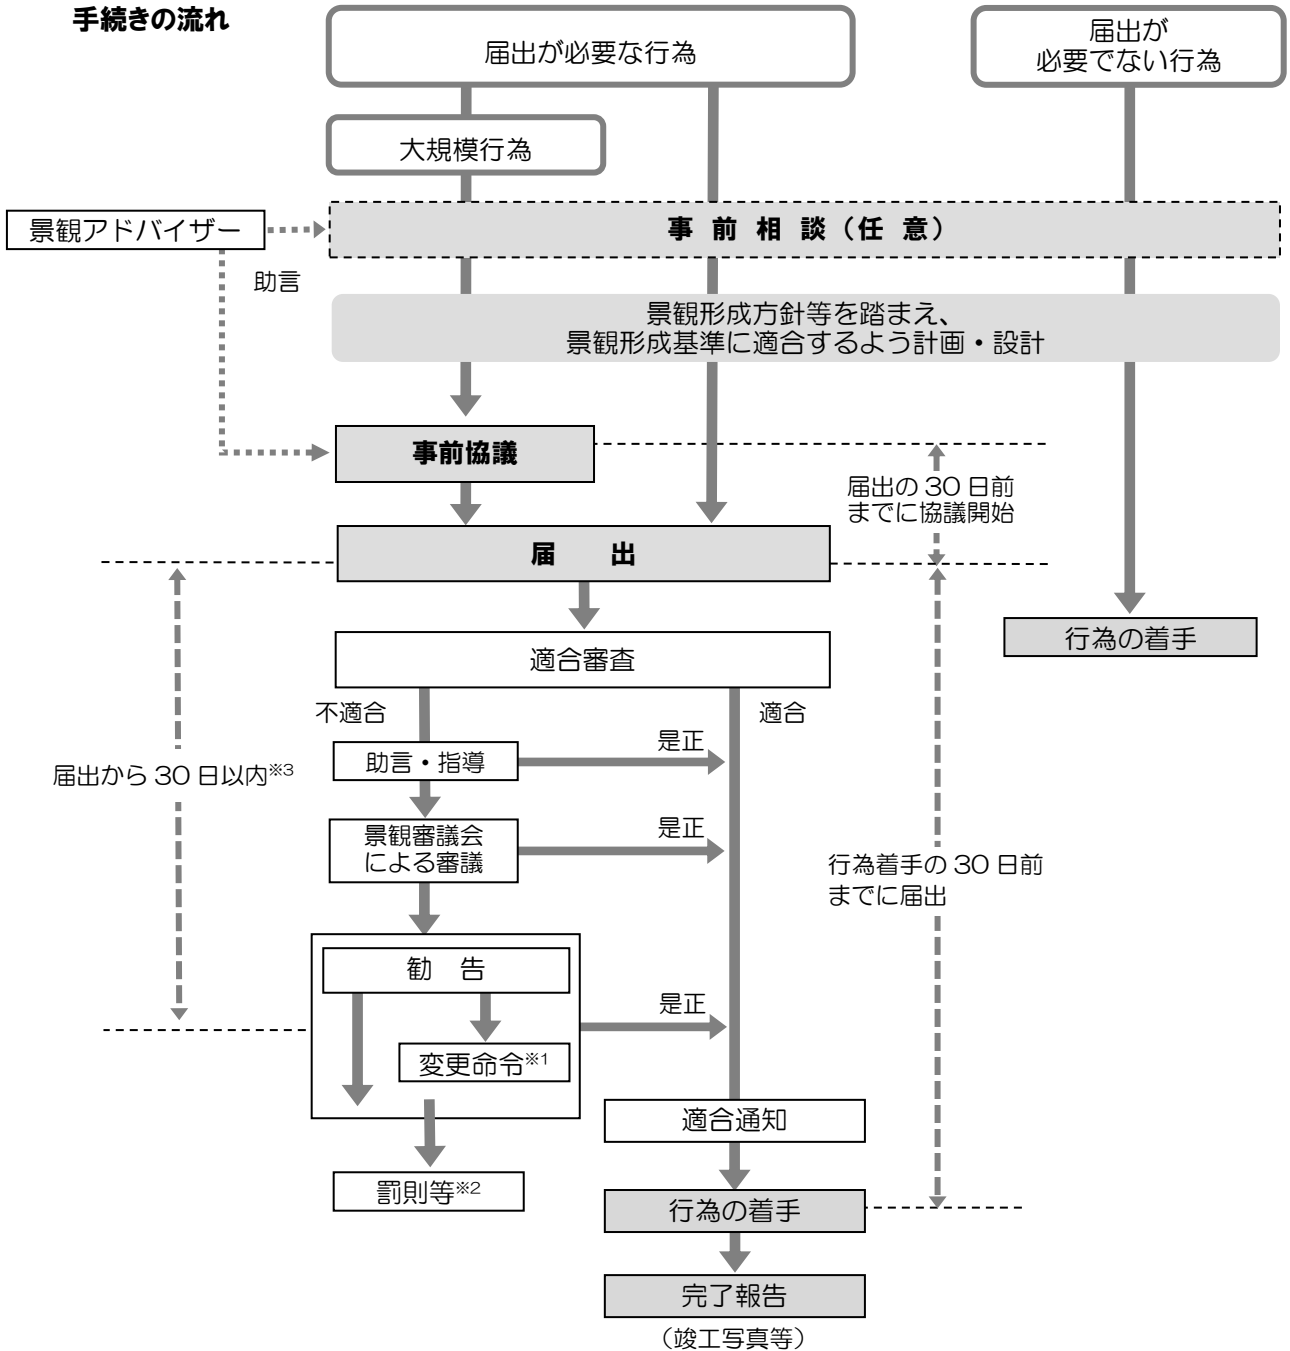 手続きの流れ
届出が必要な行為
届出が
必要でない行為
大規模行為
景観アドバイザー
事前相談（任意）
助言
景観形成方針等を踏まえ、
景観形成基準に適合するよう計画・設計
事前協議
届出の 30 日前
までに協議開始
届　出
行為の着手
適合審査
不適合
適合
助言・指導
是正
届出から 30 日以内※3
景観審議会
による審議
是正
行為着手の 30 日前
までに届出
勧　告
是正
変更命令※1
適合通知
罰則等※2
行為の着手
完了報告
（竣工写真等）